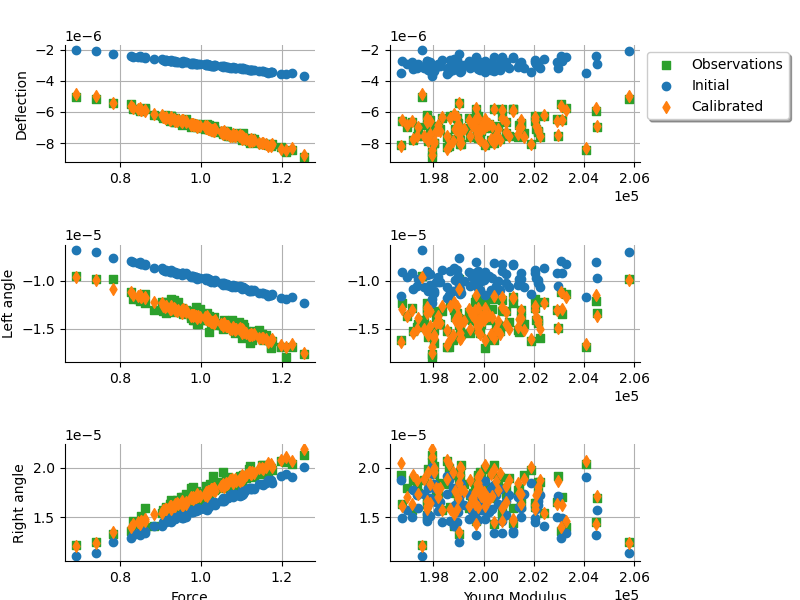 1e−6
−2
−4
−6
−8
Deflection
0.8 1.0 1.2
1e−6
−2
−4
−6
−8
1.98 2.00 2.02 2.04 2.06
1e5
Observations
Initial
Calibrated
1e−5
−1.0
−1.5
Left angle
0.8 1.0 1.2
1e−5
−1.0
−1.5
1.98 2.00 2.02 2.04 2.06
1e5
1e−5
2.0
1.5
Right angle
0.8 1.0 1.2
Force
1e−5
2.0
1.5
1.98 2.00 2.02 2.04 2.06
1e5
Young Modulus